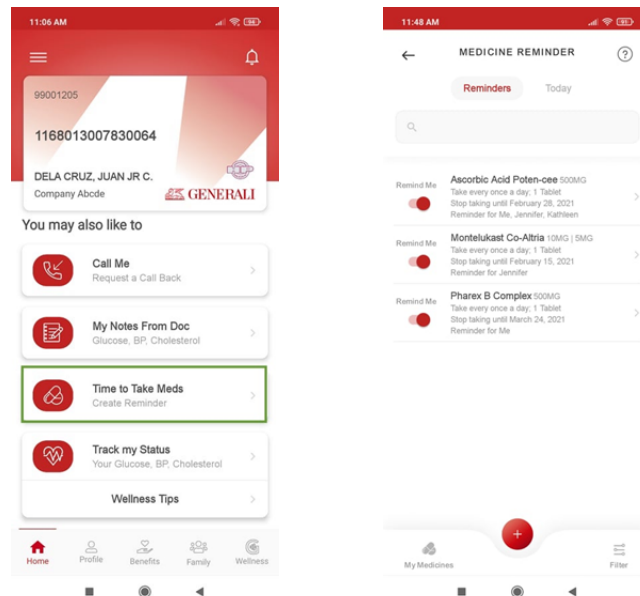 11:06 AM
99001205
1168013007830064
DELA CRUZ, JUAN JR C.
Company Abcde
GENERALI
You may also like to
Call Me
Request a Call Back
My Notes From Doc
Glucose, BP, Cholesterol
Time to Take Meds
Create Reminder
Track my Status
Your Glucose, BP, Cholesterol
Wellness Tips
Home Profile Benefits Family Wellness
11:48 AM
MEDICINE REMINDER
Reminders Today
Remind Me
Ascorbic Acid Poten-cee 500MG
Take every once a day; 1 Tablet
Stop taking until February 28, 2021
Reminder for Me, Jennifer, Kathleen
Remind Me
Montelukast Co-Altria 10MG | 5MG
Take every once a day; 1 Tablet
Stop taking until February 15, 2021
Reminder for Jennifer
Remind Me
Pharex B Complex 500MG
Take every once a day; 1 Tablet
Stop taking until March 24, 2021
Reminder for Me
My Medicines Filter